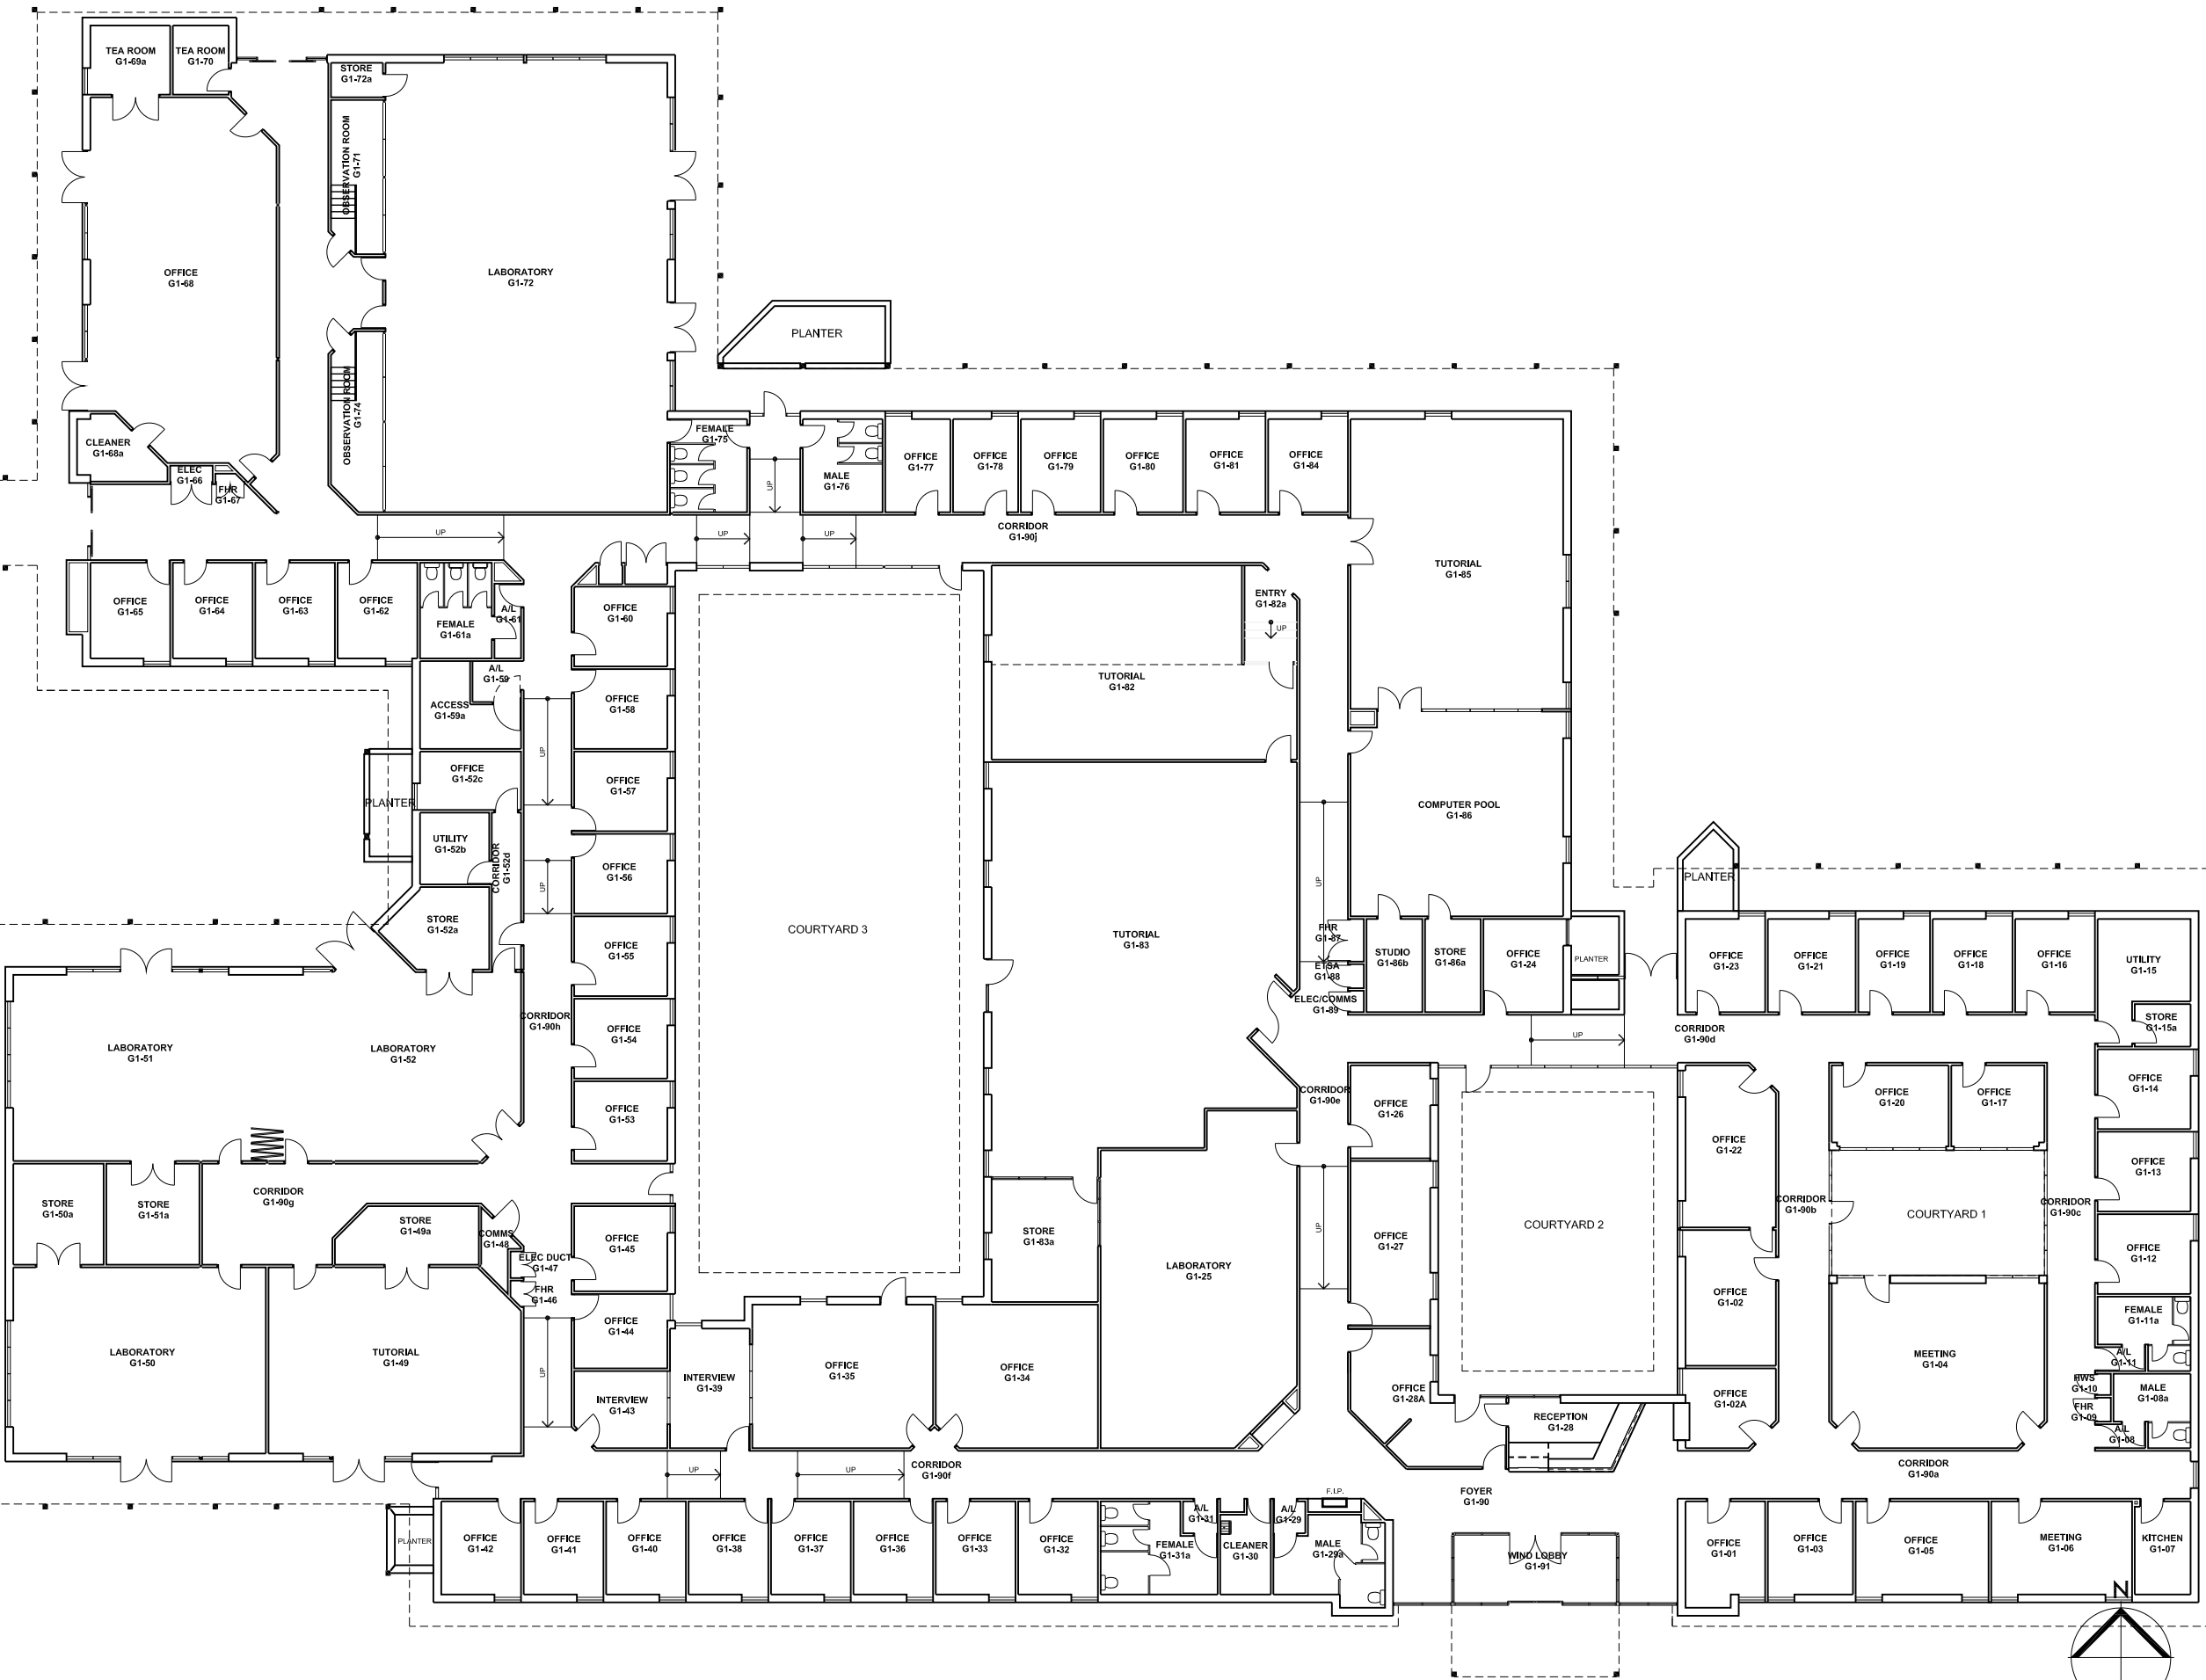 TEA ROOM
G1-69a
TEA ROOM
G1-70
STORE
G1-72a
OBSERVATION ROOM
G1-71
OFFICE
G1-68
LABORATORY
G1-72
PLANTER
OBSERVATION ROOM
G1-74
CLEANER
G1-68a
ELEC
G1-66
FHR
G1-67
FEMALE
G1-75
UP
MALE
G1-76
OFFICE
G1-77
OFFICE
G1-78
OFFICE
G1-79
OFFICE
G1-80
OFFICE
G1-81
OFFICE
G1-84
UP
UP
UP
CORRIDOR
G1-90j
TUTORIAL
G1-85
OFFICE
G1-65
OFFICE
G1-64
OFFICE
G1-63
OFFICE
G1-62
FEMALE
G1-61a
A/L
G1-61
OFFICE
G1-60
ENTRY
G1-82a
UP
A/L
G1-59
ACCESS
G1-59a
OFFICE
G1-58
TUTORIAL
G1-82
UP
OFFICE
G1-52c
OFFICE
G1-57
PLANTER
COMPUTER POOL
G1-86
UTILITY
G1-52b
CORRIDOR
G1-52d
OFFICE
G1-56
UP
UP
PLANTER
STORE
G1-52a
COURTYARD 3
TUTORIAL
G1-83
OFFICE
G1-55
FHR
G1-87
ETSA
G1-88
ELEC/COMMS
G1-89
STUDIO
G1-86b
STORE
G1-86a
OFFICE
G1-24
PLANTER
OFFICE
G1-23
OFFICE
G1-21
OFFICE
G1-19
OFFICE
G1-18
OFFICE
G1-16
UTILITY
G1-15
STORE
G1-15a
CORRIDOR
G1-90h
OFFICE
G1-54
UP
CORRIDOR
G1-90d
LABORATORY
G1-51
LABORATORY
G1-52
OFFICE
G1-53
CORRIDOR
G1-90e
OFFICE
G1-26
OFFICE
G1-20
OFFICE
G1-17
OFFICE
G1-14
OFFICE
G1-22
OFFICE
G1-13
STORE
G1-50a
STORE
G1-51a
CORRIDOR
G1-90g
STORE
G1-49a
COMMS
G1-48
ELEC DUCT
G1-47
FHR
G1-46
OFFICE
G1-45
STORE
G1-83a
LABORATORY
G1-25
UP
OFFICE
G1-27
COURTYARD 2
CORRIDOR
G1-90b
COURTYARD 1
CORRIDOR
G1-90c
OFFICE
G1-12
OFFICE
G1-02
FEMALE
G1-11a
A/L
G1-11
LABORATORY
G1-50
TUTORIAL
G1-49
UP
OFFICE
G1-44
INTERVIEW
G1-43
INTERVIEW
G1-39
OFFICE
G1-35
OFFICE
G1-34
OFFICE
G1-28A
RECEPTION
G1-28
OFFICE
G1-02A
MEETING
G1-04
HWS
G1-10
FHR
G1-09
MALE
G1-08a
A/L
G1-08
UP
UP
CORRIDOR
G1-90f
CORRIDOR
G1-90a
FOYER
G1-90
F.I.P.
PLANTER
OFFICE
G1-42
OFFICE
G1-41
OFFICE
G1-40
OFFICE
G1-38
OFFICE
G1-37
OFFICE
G1-36
OFFICE
G1-33
OFFICE
G1-32
FEMALE
G1-31a
A/L
G1-31
CLEANER
G1-30
A/L
G1-29
MALE
G1-29a
WIND LOBBY
G1-91
OFFICE
G1-01
OFFICE
G1-03
OFFICE
G1-05
MEETING
G1-06
KITCHEN
G1-07
N